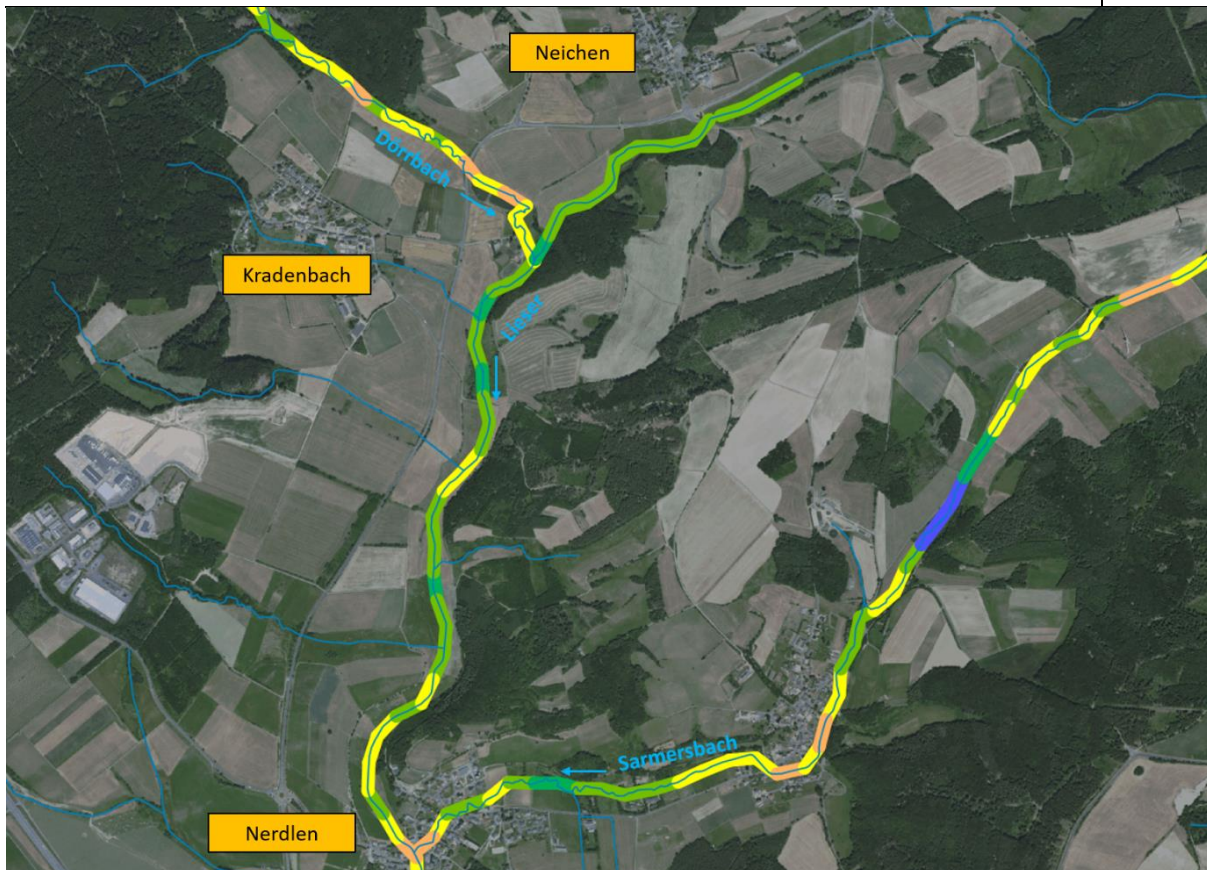 Neichen
Dörrbach
Kradenbach
Lieser
Sarmersbach
Nerdlen